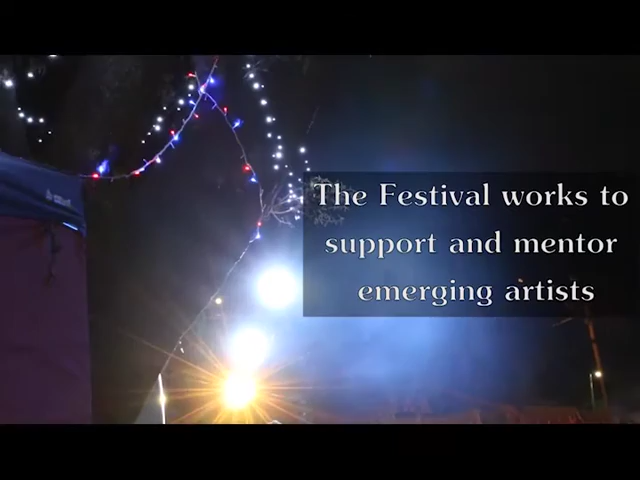 The Festival works to
support and mentor
emerging artists